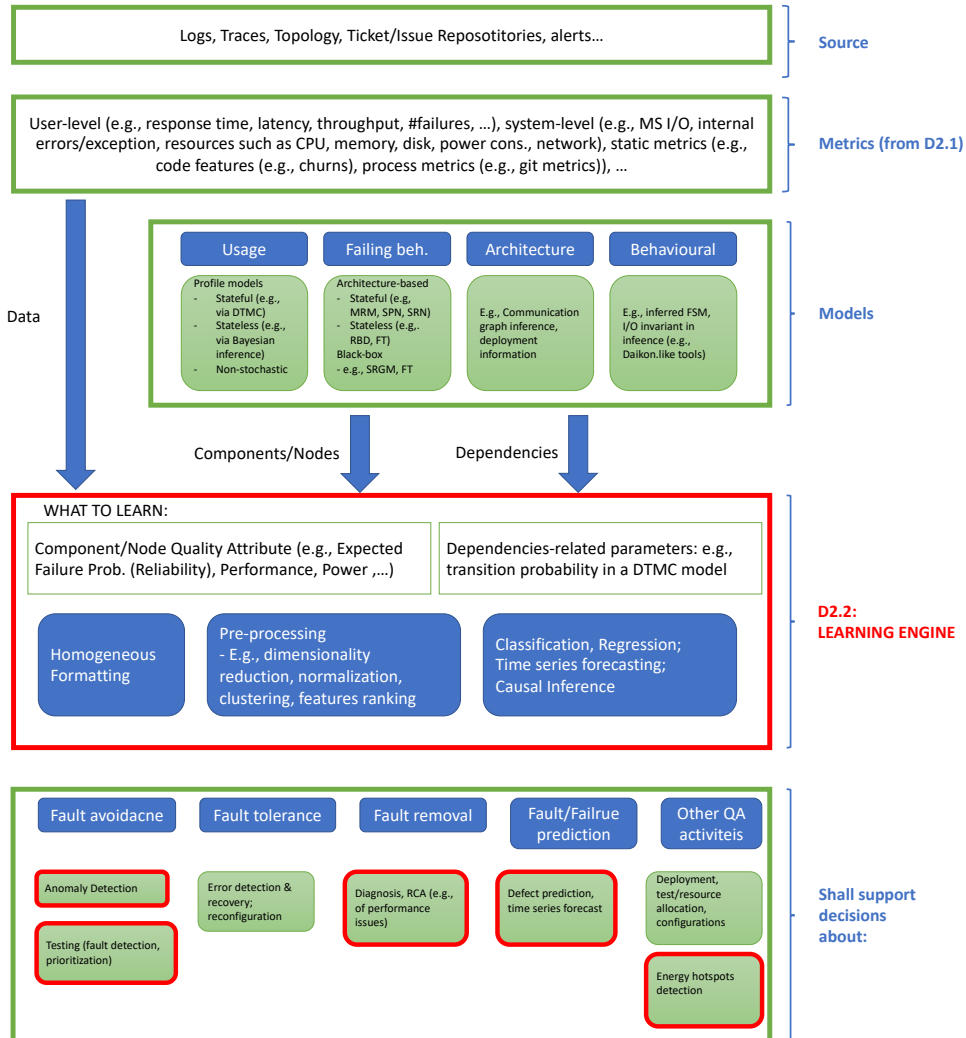 Logs, Traces, Topology, Ticket/Issue Reposotitories, alerts…
Source
User-level (e.g., response time, latency, throughput, #failures, …), system-level (e.g., MS I/O, internal
errors/exception, resources such as CPU, memory, disk, power cons., network), static metrics (e.g.,
code features (e.g., churns), process metrics (e.g., git metrics)), …
Metrics (from D2.1)
Data
Usage
Profile models
- Stateful (e.g.,
via DTMC)
- Stateless (e.g.,
via Bayesian
inference)
- Non-stochastic
Failing beh.
Architecture-based
- Stateful (e.g,
MRM, SPN, SRN)
- Stateless (e.g,.
RBD, FT)
Black-box
- e.g., SRGM, FT
Architecture
E.g., Communication
graph inference,
deployment
information
Behavioural
E.g., inferred FSM,
I/O invariant in
infeence (e.g.,
Daikon.like tools)
Models
Components/Nodes
Dependencies
WHAT TO LEARN:
Component/Node Quality Attribute (e.g., Expected
Failure Prob. (Reliability), Performance, Power ,…)
Dependencies-related parameters: e.g.,
transition probability in a DTMC model
Homogeneous
Formatting
Pre-processing
- E.g., dimensionality
reduction, normalization,
clustering, features ranking
Classification, Regression;
Time series forecasting;
Causal Inference
D2.2:
LEARNING ENGINE
Fault avoidacne
Anomaly Detection
Testing (fault detection,
prioritization)
Fault tolerance
Error detection &
recovery;
reconfiguration
Fault removal
Diagnosis, RCA (e.g.,
of performance
issues)
Fault/Failrue
prediction
Defect prediction,
time series forecast
Other QA
activiteis
Deployment,
test/resource
allocation,
configurations
Energy hotspots
detection
Shall support
decisions
about: